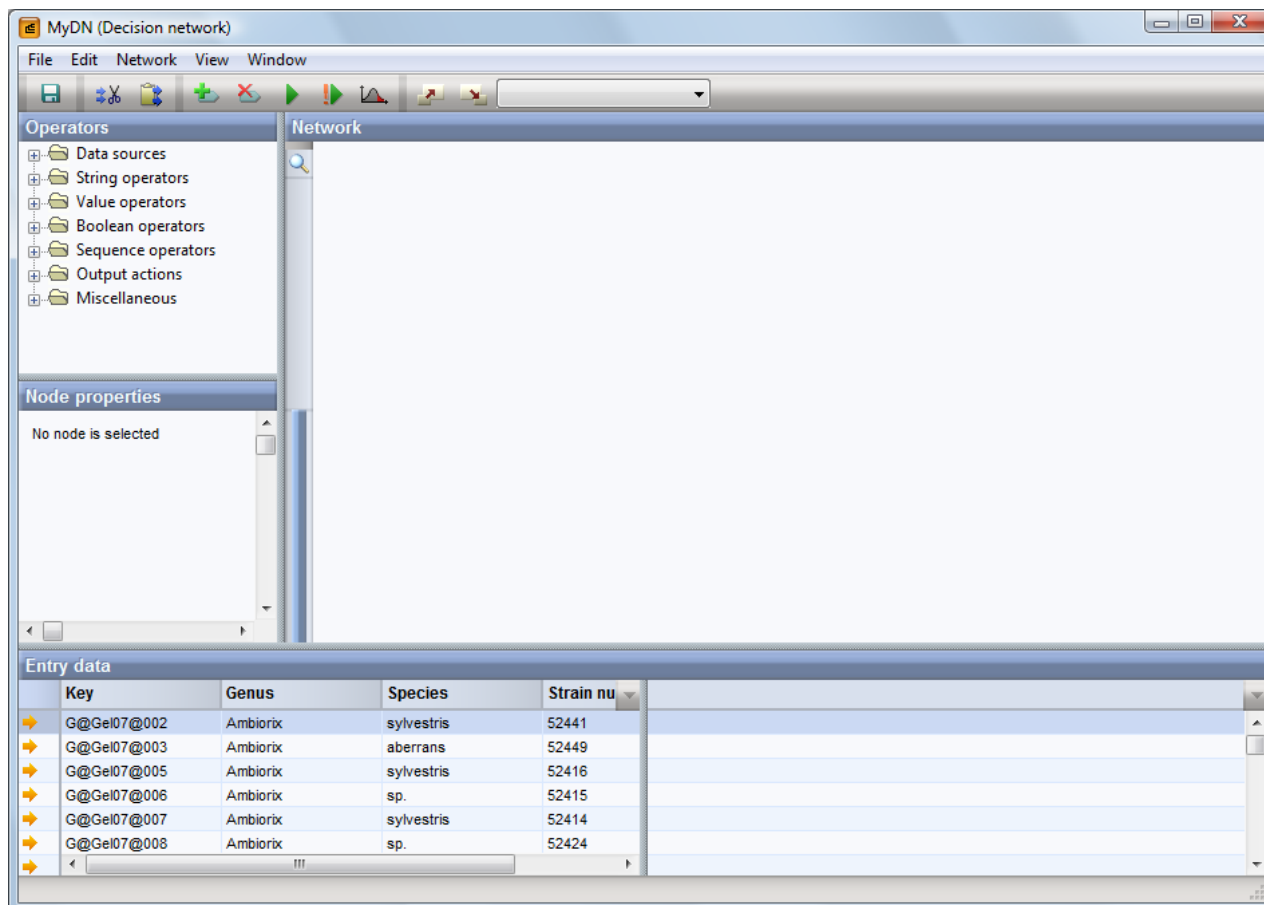 MyDN (Decision network)
File Edit Network View Window
Operators
Data sources
String operators
Value operators
Boolean operators
Sequence operators
Output actions
Miscellaneous
Network
Node properties
No node is selected
Entry data
Key Genus Species Strain nu
G@Gel07@002 Ambiorix sylvestris 52441
G@Gel07@003 Ambiorix aberrans 52449
G@Gel07@005 Ambiorix sylvestris 52416
G@Gel07@006 Ambiorix sp. 52415
G@Gel07@007 Ambiorix sylvestris 52414
G@Gel07@008 Ambiorix sp. 52424